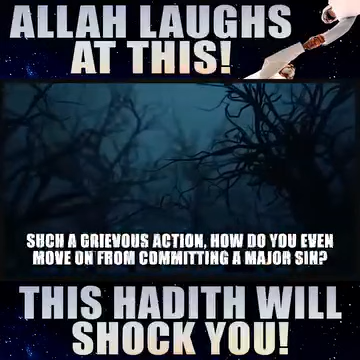 ALLAH LAUGHS
AT THIS!
SUCH A GRIEVOUS ACTION, HOW DO YOU EVEN
MOVE ON FROM COMMITTING A MAJOR SIN?
THIS HADITH WILL
SHOCK YOU!